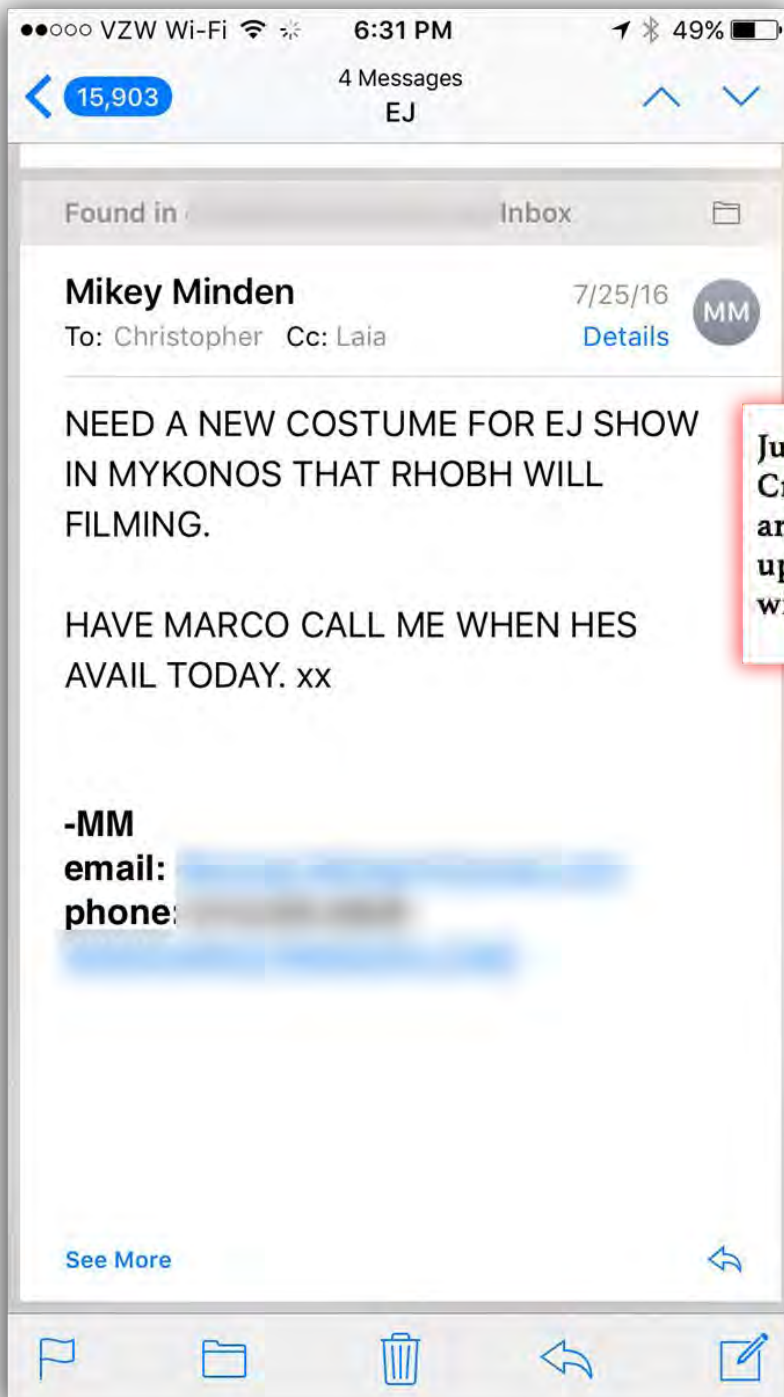 VZW Wi-Fi 6:31 PM 49%
15,903
4 Messages
EJ
Found in Inbox
Mikey Minden 7/25/16 MM
To: Christopher Cc: Laia Details
NEED A NEW COSTUME FOR EJ SHOW
IN MYKONOS THAT RHOBH WILL
FILMING.
HAVE MARCO CALL ME WHEN HES
AVAIL TODAY. xx
-MM
email:
phone:
See More